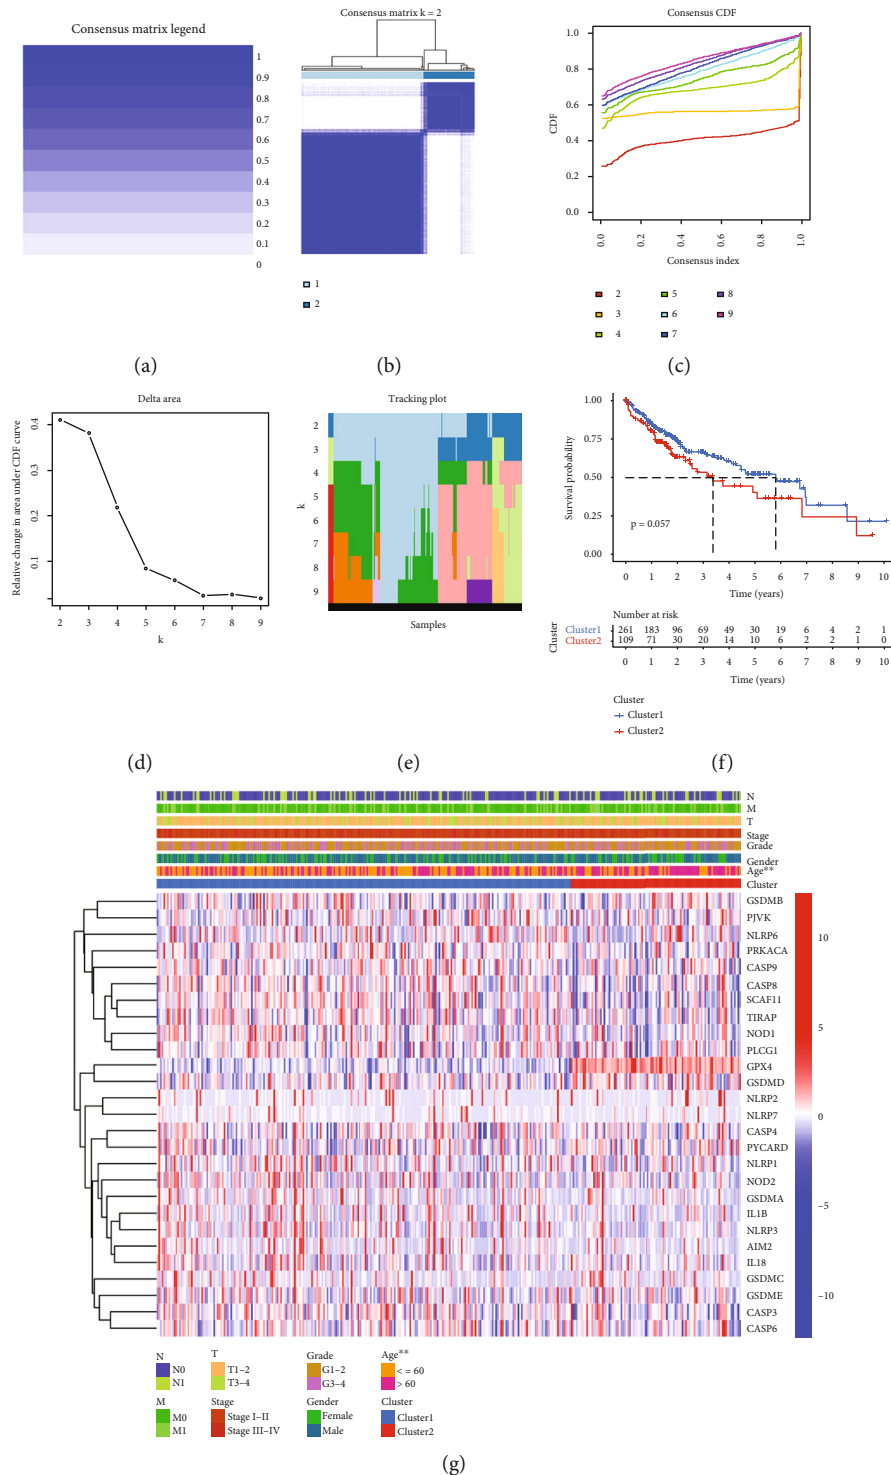 Consensus matrix legend
1
0.9
0.8
0.7
0.6
0.5
0.4
0.3
0.2
0.1
0
(a)
Consensus matrix k = 2
1
2
(b)
Consensus CDF
CDF
1.0
0.8
0.6
0.4
0.2
0.0
0.0 0.2 0.4 0.6 0.8 1.0
Consensus index
2 5 8
3 6 9
4 7
(c)
Delta area
Relative change in area under CDF curve
0.4
0.3
0.2
0.1
2 3 4 5 6 7 8 9
k
(d)
Tracking plot
k
2
3
4
5
6
7
8
9
Samples
(e)
Survival probability
1.00
0.75
0.50
0.25
0.00
p = 0.057
0 1 2 3 4 5 6 7 8 9 10
Time (years)
Number at risk
Cluster
Cluster1 261 183 96 69 49 30 19 6 4 2 1
Cluster2 109 71 30 20 14 10 6 2 2 1 0
0 1 2 3 4 5 6 7 8 9 10
Time (years)
Cluster
Cluster1
Cluster2
(f)
N
M
T
Stage
Grade
Gender
Age**
Cluster
GSDMB
PJVK
NLRP6
PRKACA
CASP9
CASP8
SCAF11
TIRAP
NOD1
PLCG1
GPX4
GSDMD
NLRP2
NLRP7
CASP4
PYCARD
NLRP1
NOD2
GSDMA
IL1B
NLRP3
AIM2
IL18
GSDMC
GSDME
CASP3
CASP6
10
5
0
−5
−10
N
N0
N1
T
T1–2
T3–4
Grade
G1–2
G3–4
Age**
< = 60
> 60
M
M0
M1
Stage
Stage I–II
Stage III–IV
Gender
Female
Male
Cluster
Cluster1
Cluster2
(g)